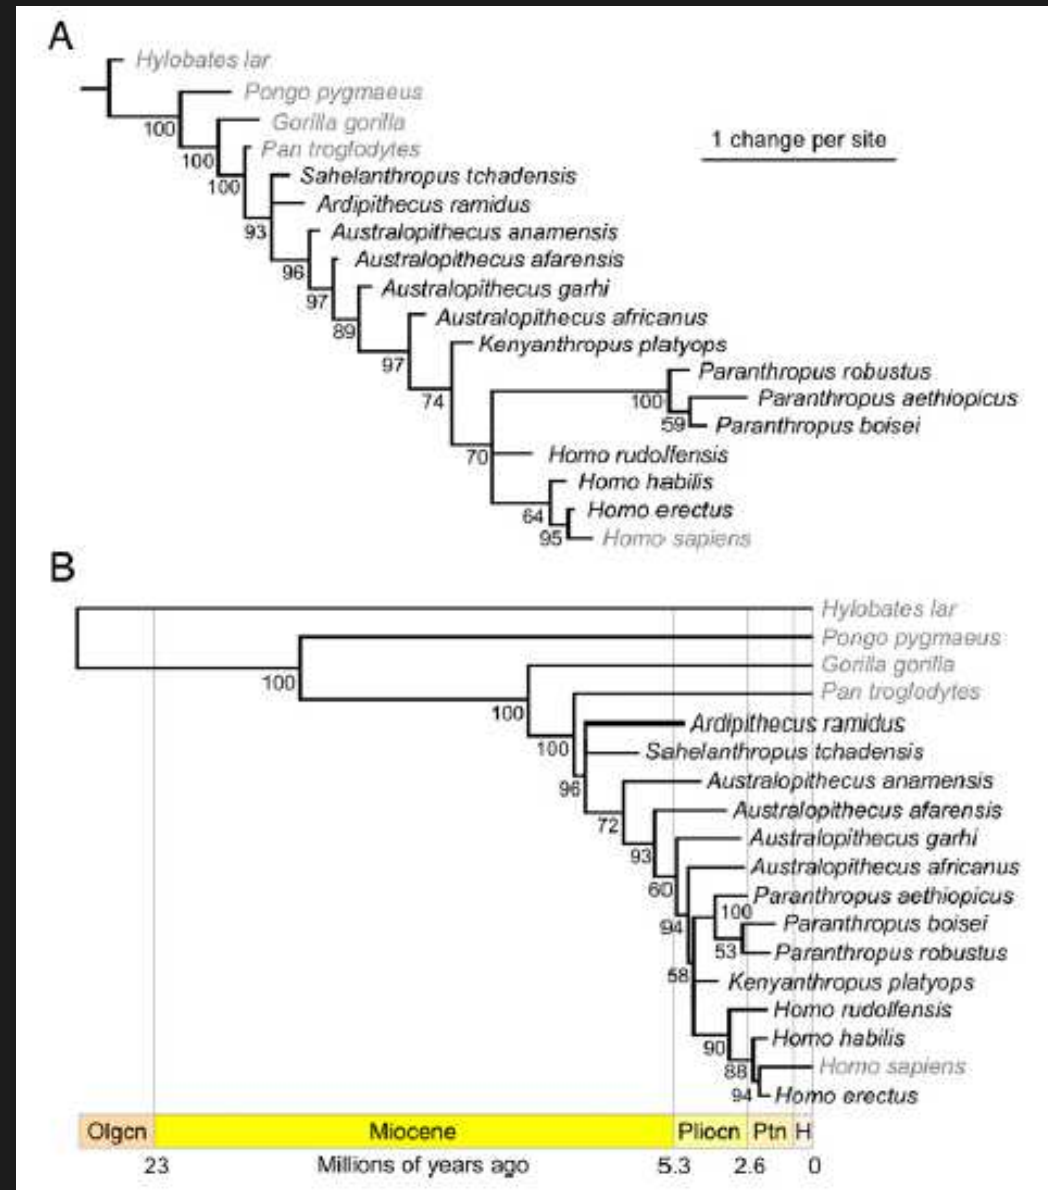 A
Hylobates lar
Pongo pygmaeus
100
Gorilla gorilla
1 change per site
100
Pan troglodytes
100
Sahelanthropus tchadensis
Ardipithecus ramidus
93
Australopithecus anamensis
96
Australopithecus afarensis
97
Australopithecus garhi
89
Australopithecus africanus
97
Kenyanthropus platyops
74
Paranthropus robustus
100
Paranthropus aethiopicus
59
Paranthropus boisei
70
Homo rudolfensis
Homo habilis
64
Homo erectus
95
Homo sapiens
B
Hylobates lar
Pongo pygmaeus
100
Gorilla gorilla
Pan troglodytes
100
Ardipithecus ramidus
100
Sahelanthropus tchadensis
96
Australopithecus anamensis
72
Australopithecus afarensis
93
Australopithecus garhi
60
Australopithecus africanus
Paranthropus aethiopicus
100
94
Paranthropus boisei
53
Paranthropus robustus
58
Kenyanthropus platyops
Homo rudolfensis
90
Homo habilis
88
Homo sapiens
94
Homo erectus
Olgcn Miocene Pliocn Ptn H
23 Millions of years ago 5.3 2.6 0